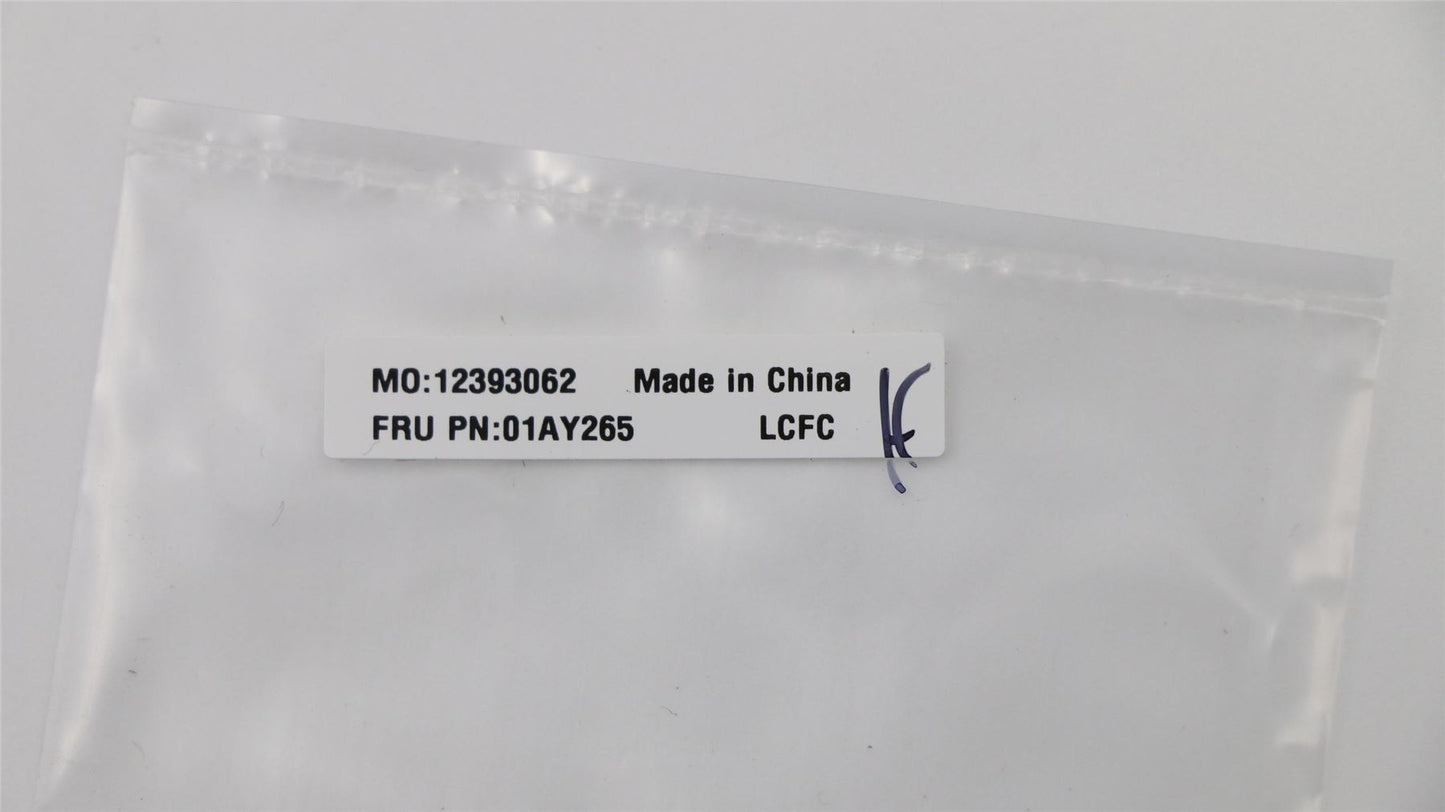 MO:12393062 Made in China
FRU PN:01AY265 LCFC